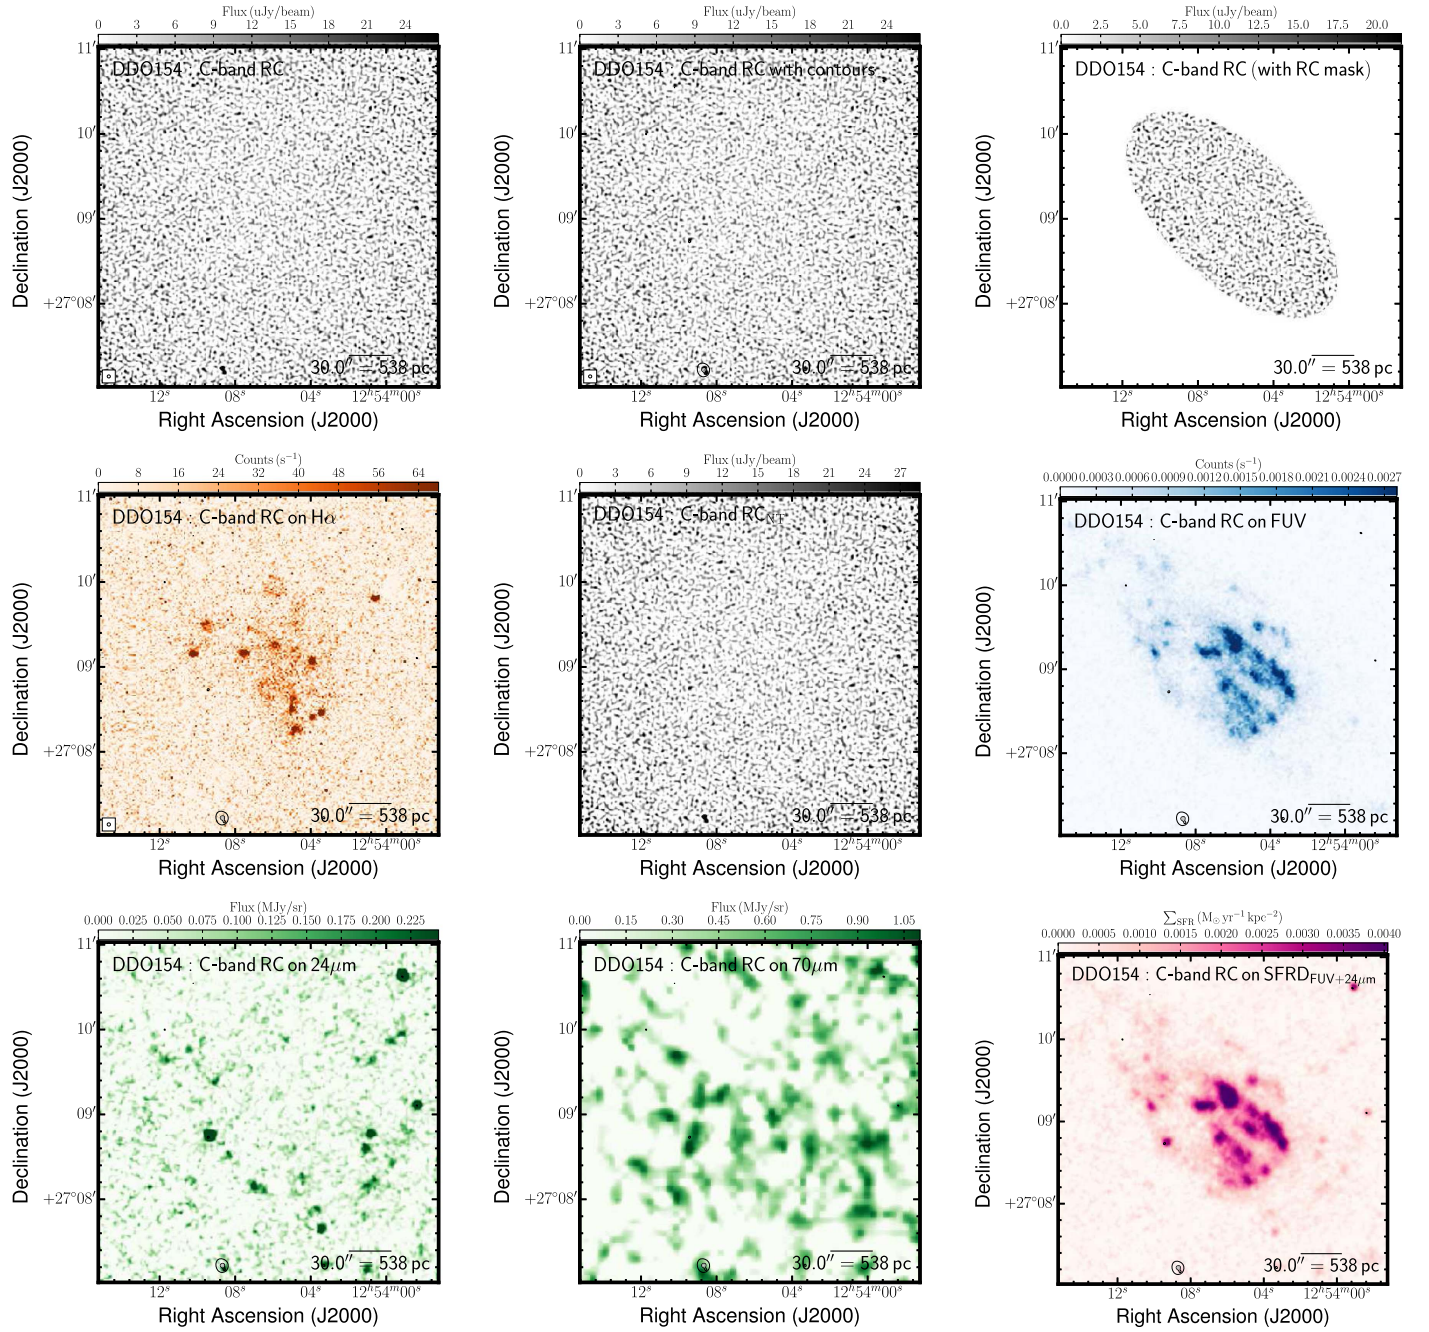 Flux (uJy/beam)
0 3 6 9 12 15 18 21 24
DDO154 : C-band RC
11′
10′
09′
+27°08′
Declination (J2000)
30.0″ = 538 pc
12ˢ 08ˢ 04ˢ 12ʰ54ᵐ00ˢ
Right Ascension (J2000)
Flux (uJy/beam)
0 3 6 9 12 15 18 21 24
DDO154 : C-band RC with contours
11′
10′
09′
+27°08′
Declination (J2000)
30.0″ = 538 pc
12ˢ 08ˢ 04ˢ 12ʰ54ᵐ00ˢ
Right Ascension (J2000)
Flux (uJy/beam)
0.0 2.5 5.0 7.5 10.0 12.5 15.0 17.5 20.0
DDO154 : C-band RC (with RC mask)
11′
10′
09′
+27°08′
Declination (J2000)
30.0″ = 538 pc
12ˢ 08ˢ 04ˢ 12ʰ54ᵐ00ˢ
Right Ascension (J2000)
Counts (s⁻¹)
0 8 16 24 32 40 48 56 64
DDO154 : C-band RC on Hα
11′
10′
09′
+27°08′
Declination (J2000)
30.0″ = 538 pc
12ˢ 08ˢ 04ˢ 12ʰ54ᵐ00ˢ
Right Ascension (J2000)
Flux (uJy/beam)
0 3 6 9 12 15 18 21 24 27
DDO154 : C-band RC_NT
11′
10′
09′
+27°08′
Declination (J2000)
30.0″ = 538 pc
12ˢ 08ˢ 04ˢ 12ʰ54ᵐ00ˢ
Right Ascension (J2000)
Counts (s⁻¹)
0.0000 0.0003 0.0006 0.0009 0.0012 0.0015 0.0018 0.0021 0.0024 0.0027
DDO154 : C-band RC on FUV
11′
10′
09′
+27°08′
Declination (J2000)
30.0″ = 538 pc
12ˢ 08ˢ 04ˢ 12ʰ54ᵐ00ˢ
Right Ascension (J2000)
Flux (MJy/sr)
0.000 0.025 0.050 0.075 0.100 0.125 0.150 0.175 0.200 0.225
DDO154 : C-band RC on 24μm
11′
10′
09′
+27°08′
Declination (J2000)
30.0″ = 538 pc
12ˢ 08ˢ 04ˢ 12ʰ54ᵐ00ˢ
Right Ascension (J2000)
Flux (MJy/sr)
0.00 0.15 0.30 0.45 0.60 0.75 0.90 1.05
DDO154 : C-band RC on 70μm
11′
10′
09′
+27°08′
Declination (J2000)
30.0″ = 538 pc
12ˢ 08ˢ 04ˢ 12ʰ54ᵐ00ˢ
Right Ascension (J2000)
∑_SFR (M⊙ yr⁻¹ kpc⁻²)
0.0000 0.0005 0.0010 0.0015 0.0020 0.0025 0.0030 0.0035 0.0040
DDO154 : C-band RC on SFRD_FUV+24μm
11′
10′
09′
+27°08′
Declination (J2000)
30.0″ = 538 pc
12ˢ 08ˢ 04ˢ 12ʰ54ᵐ00ˢ
Right Ascension (J2000)